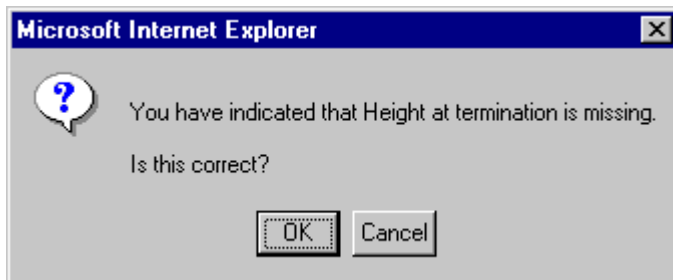 Microsoft Internet Explorer
You have indicated that Height at termination is missing.
Is this correct?
OK
Cancel